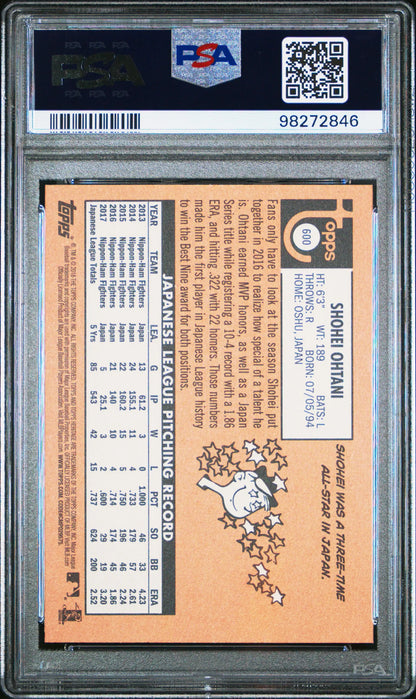 PSA
PSA
98272846
topps
600
SHOHEI OHTANI
HT: 6'3" WT: 189 BATS: L
THROWS: R BORN: 07/05/94
HOME: OSHU, JAPAN
SHOHEI WAS A THREE-TIME
ALL-STAR IN JAPAN.
Fans only have to look at the season Shohei put
together in 2016 to realize how special of a talent he
is. Ohtani earned MVP honors, as well as a Japan
Series title while registering a 10-4 record with a 1.86
ERA, and hitting .322 with 22 homers. Those numbers
made him the first player in Japanese League history
to win the Best Nine award for both positions.
JAPANESE LEAGUE PITCHING RECORD
YEAR TEAM LEA. G IP W L PCT SO BB ERA
2013 Nippon-Ham Fighters Japan 13 61.2 3 0 1.000 46 33 4.23
2014 Nippon-Ham Fighters Japan 24 155.1 11 4 .733 179 57 2.61
2015 Nippon-Ham Fighters Japan 22 160.2 15 5 .750 196 46 2.24
2016 Nippon-Ham Fighters Japan 21 140 10 4 .714 174 45 1.86
2017 Nippon-Ham Fighters Japan 5 25.1 3 2 .600 29 19 3.20
Japanese League Totals 5 Yrs 85 543 42 15 .737 624 200 2.52
topps